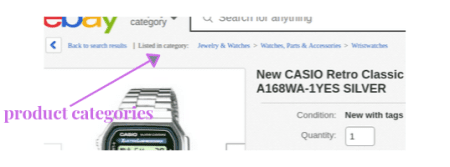 ebay
category
Search for anything
Back to search results | Listed in category: Jewelry & Watches > Watches, Parts & Accessories > Wristwatches
product categories
New CASIO Retro Classic
A168WA-1YES SILVER
Condition: New with tags
Quantity: 1
CASIO